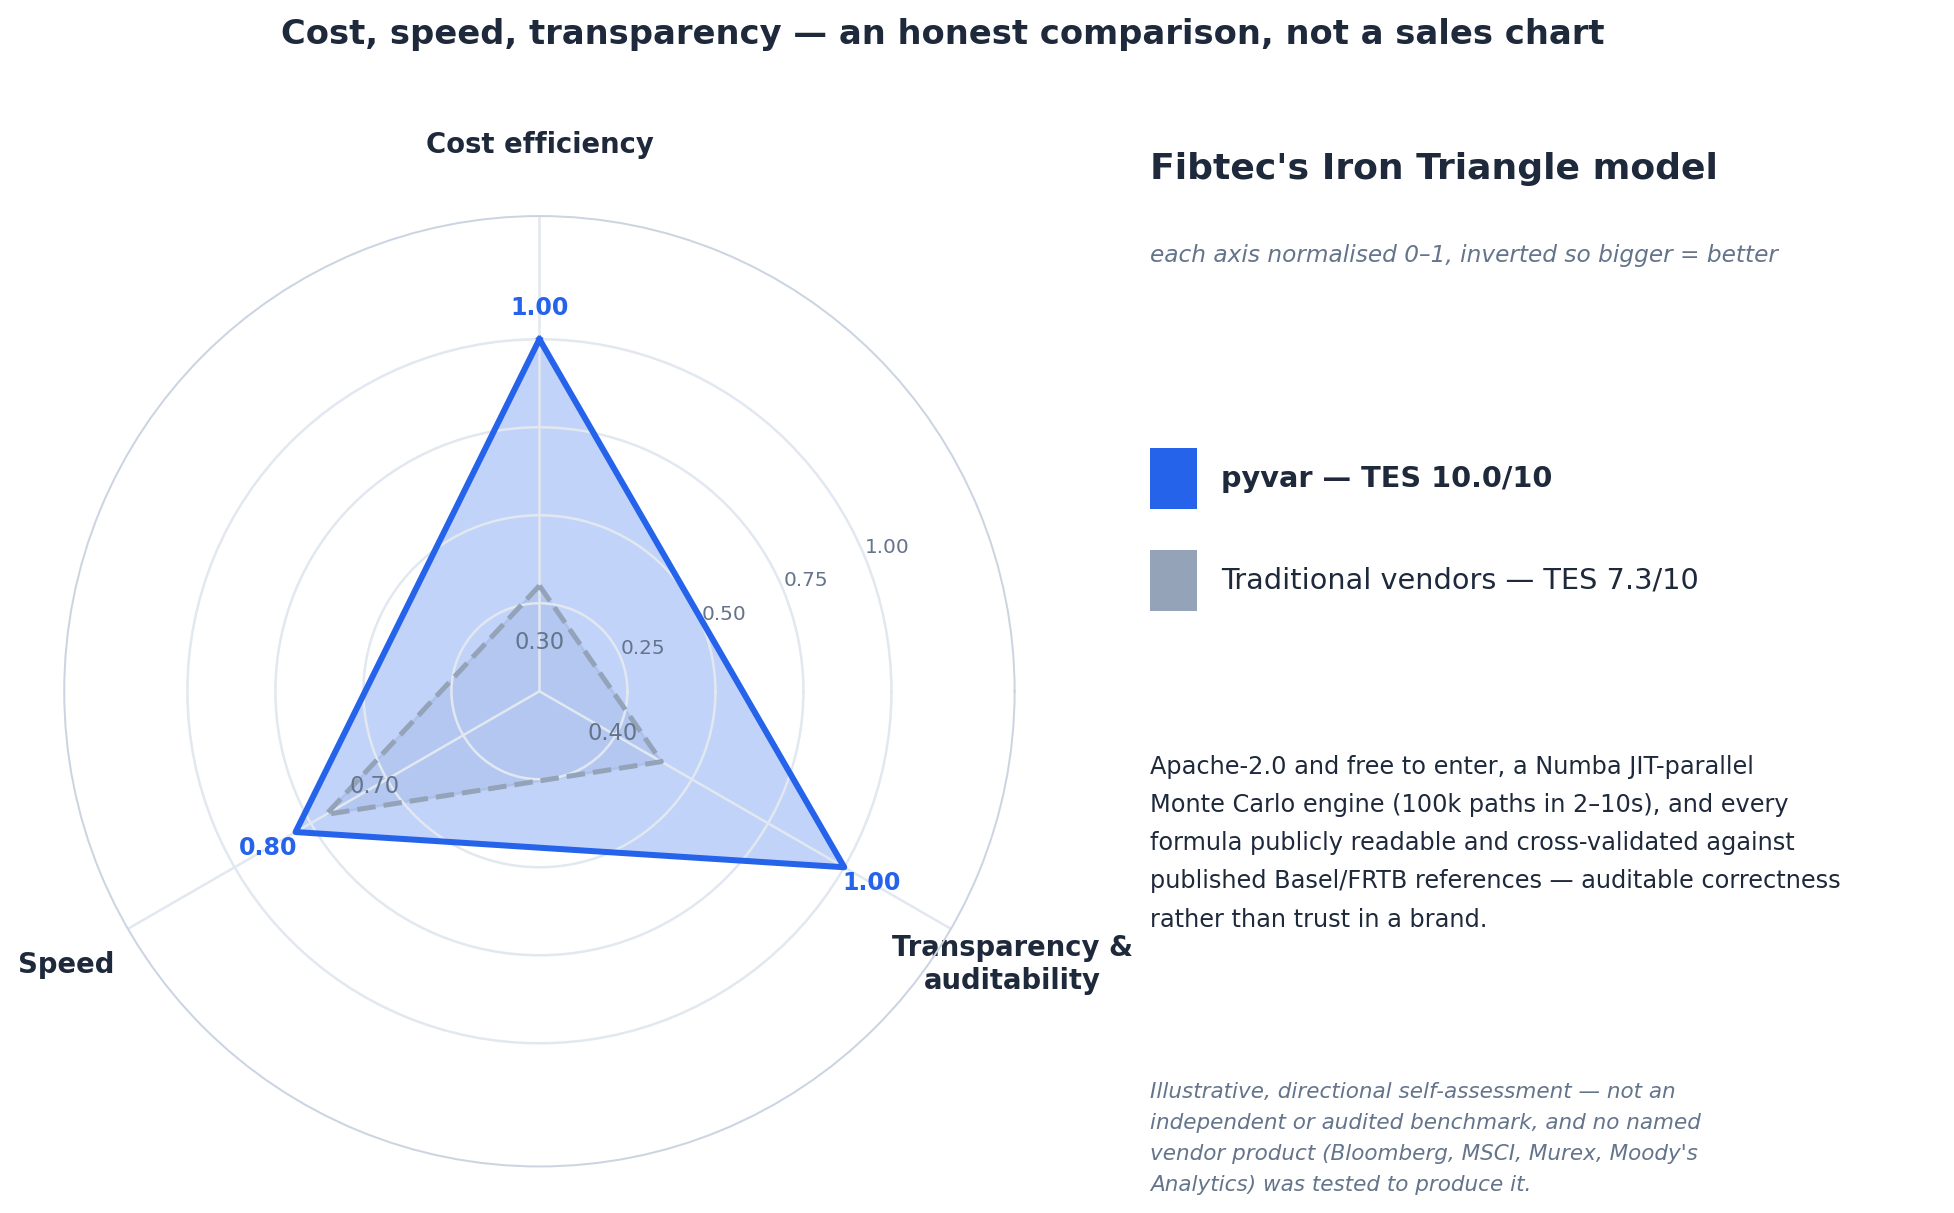 Cost, speed, transparency — an honest comparison, not a sales chart
Cost efficiency
1.00
1.00
0.75
0.50
0.25
0.30
0.40
0.70
0.80
1.00
Speed
Transparency &
auditability
Fibtec's Iron Triangle model
each axis normalised 0–1, inverted so bigger = better
pyvar — TES 10.0/10
Traditional vendors — TES 7.3/10
Apache-2.0 and free to enter, a Numba JIT-parallel
Monte Carlo engine (100k paths in 2–10s), and every
formula publicly readable and cross-validated against
published Basel/FRTB references — auditable correctness
rather than trust in a brand.
Illustrative, directional self-assessment — not an
independent or audited benchmark, and no named
vendor product (Bloomberg, MSCI, Murex, Moody's
Analytics) was tested to produce it.